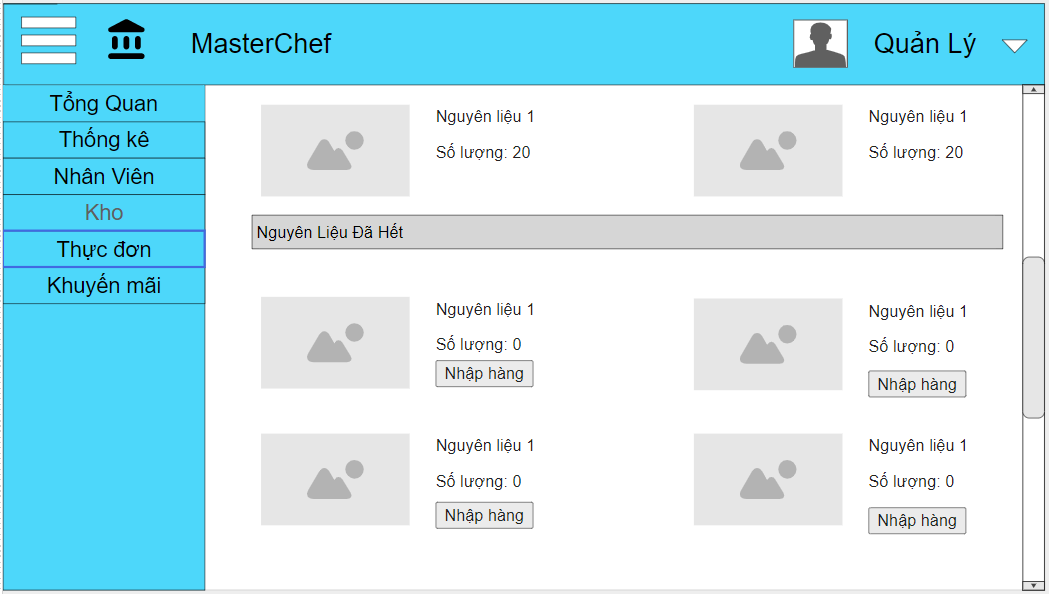 MasterChef
Quản Lý
Tổng Quan
Thống kê
Nhân Viên
Kho
Thực đơn
Khuyến mãi
Nguyên liệu 1
Số lượng: 20
Nguyên liệu 1
Số lượng: 20
Nguyên Liệu Đã Hết
Nguyên liệu 1
Số lượng: 0
Nhập hàng
Nguyên liệu 1
Số lượng: 0
Nhập hàng
Nguyên liệu 1
Số lượng: 0
Nhập hàng
Nguyên liệu 1
Số lượng: 0
Nhập hàng